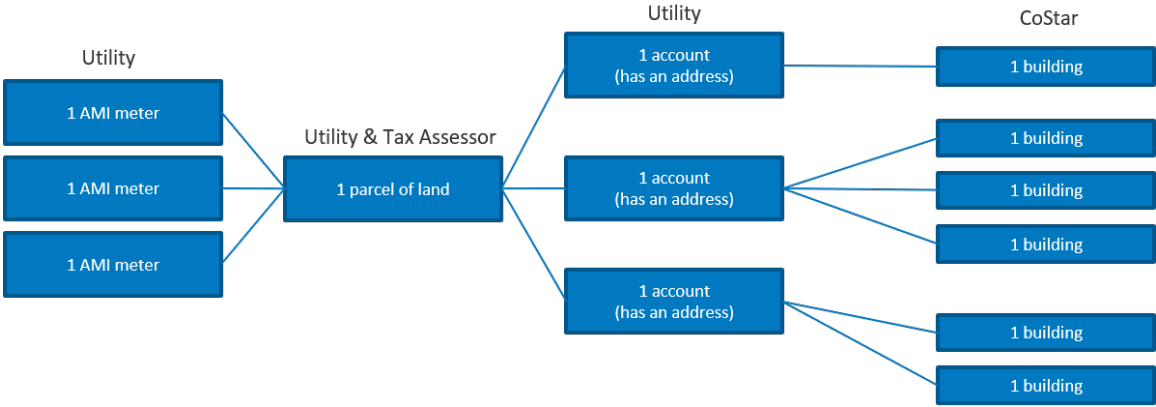 Utility
1 AMI meter
1 AMI meter
1 AMI meter
Utility & Tax Assessor
1 parcel of land
Utility
1 account
(has an address)
1 account
(has an address)
1 account
(has an address)
CoStar
1 building
1 building
1 building
1 building
1 building
1 building